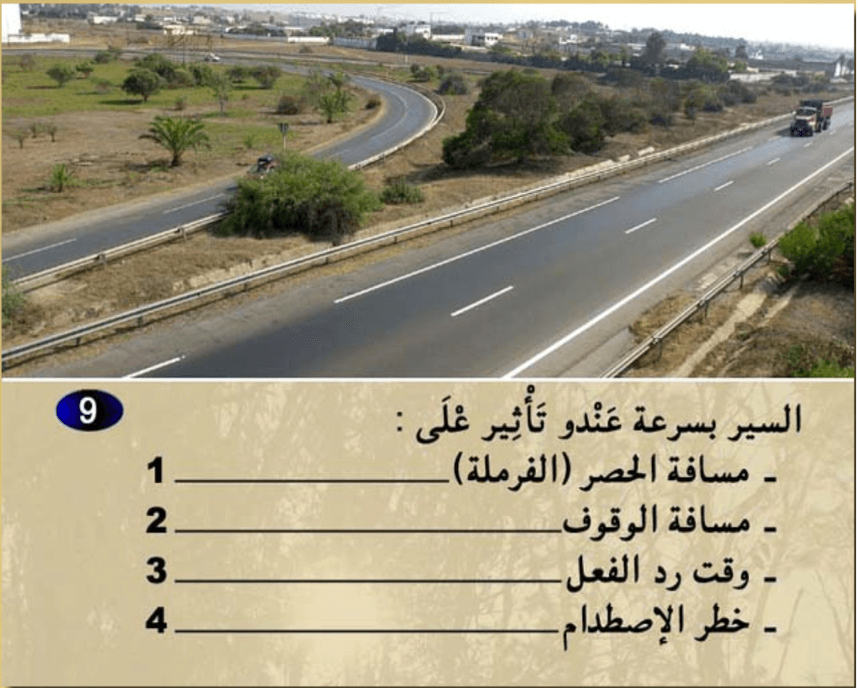 9
السير بسرعة عَنْدو تَأْثِير عْلَى :
ـ مسافة الحصر (الفرملة) 1
ـ مسافة الوقوف 2
ـ وقت رد الفعل 3
ـ خطر الإصطدام 4